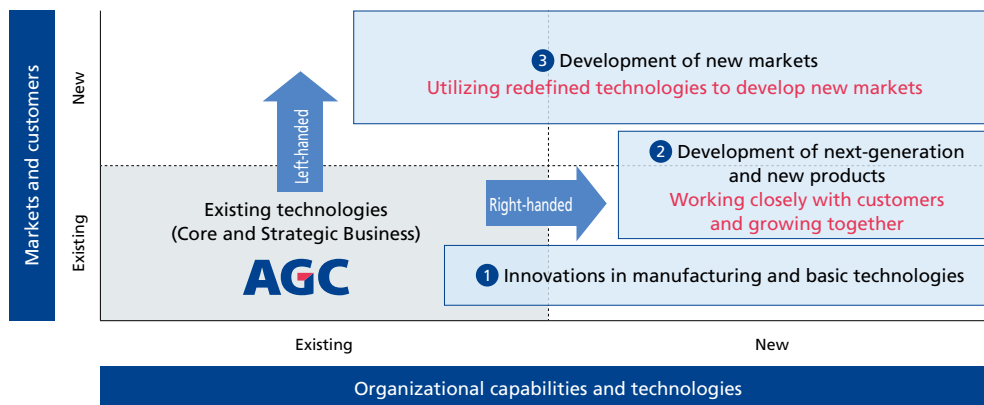 Markets and customers
New
Existing
3 Development of new markets
Utilizing redefined technologies to develop new markets
Left-handed
2 Development of next-generation
and new products
Working closely with customers
and growing together
Right-handed
Existing technologies
(Core and Strategic Business)
AGC
1 Innovations in manufacturing and basic technologies
Existing
New
Organizational capabilities and technologies